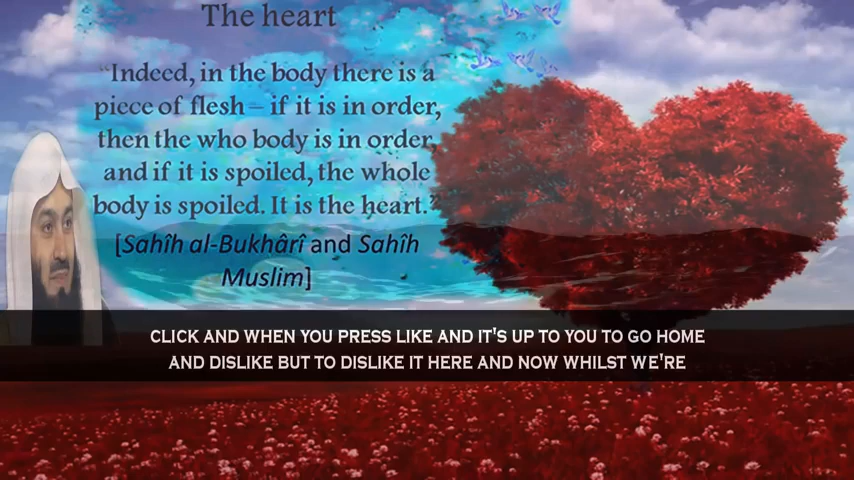 The heart
“Indeed, in the body there is a
piece of flesh – if it is in order,
then the who body is in order,
and if it is spoiled, the whole
body is spoiled. It is the heart.”
[Sahîh al-Bukhârî and Sahîh
Muslim]
CLICK AND WHEN YOU PRESS LIKE AND IT'S UP TO YOU TO GO HOME
AND DISLIKE BUT TO DISLIKE IT HERE AND NOW WHILST WE'RE